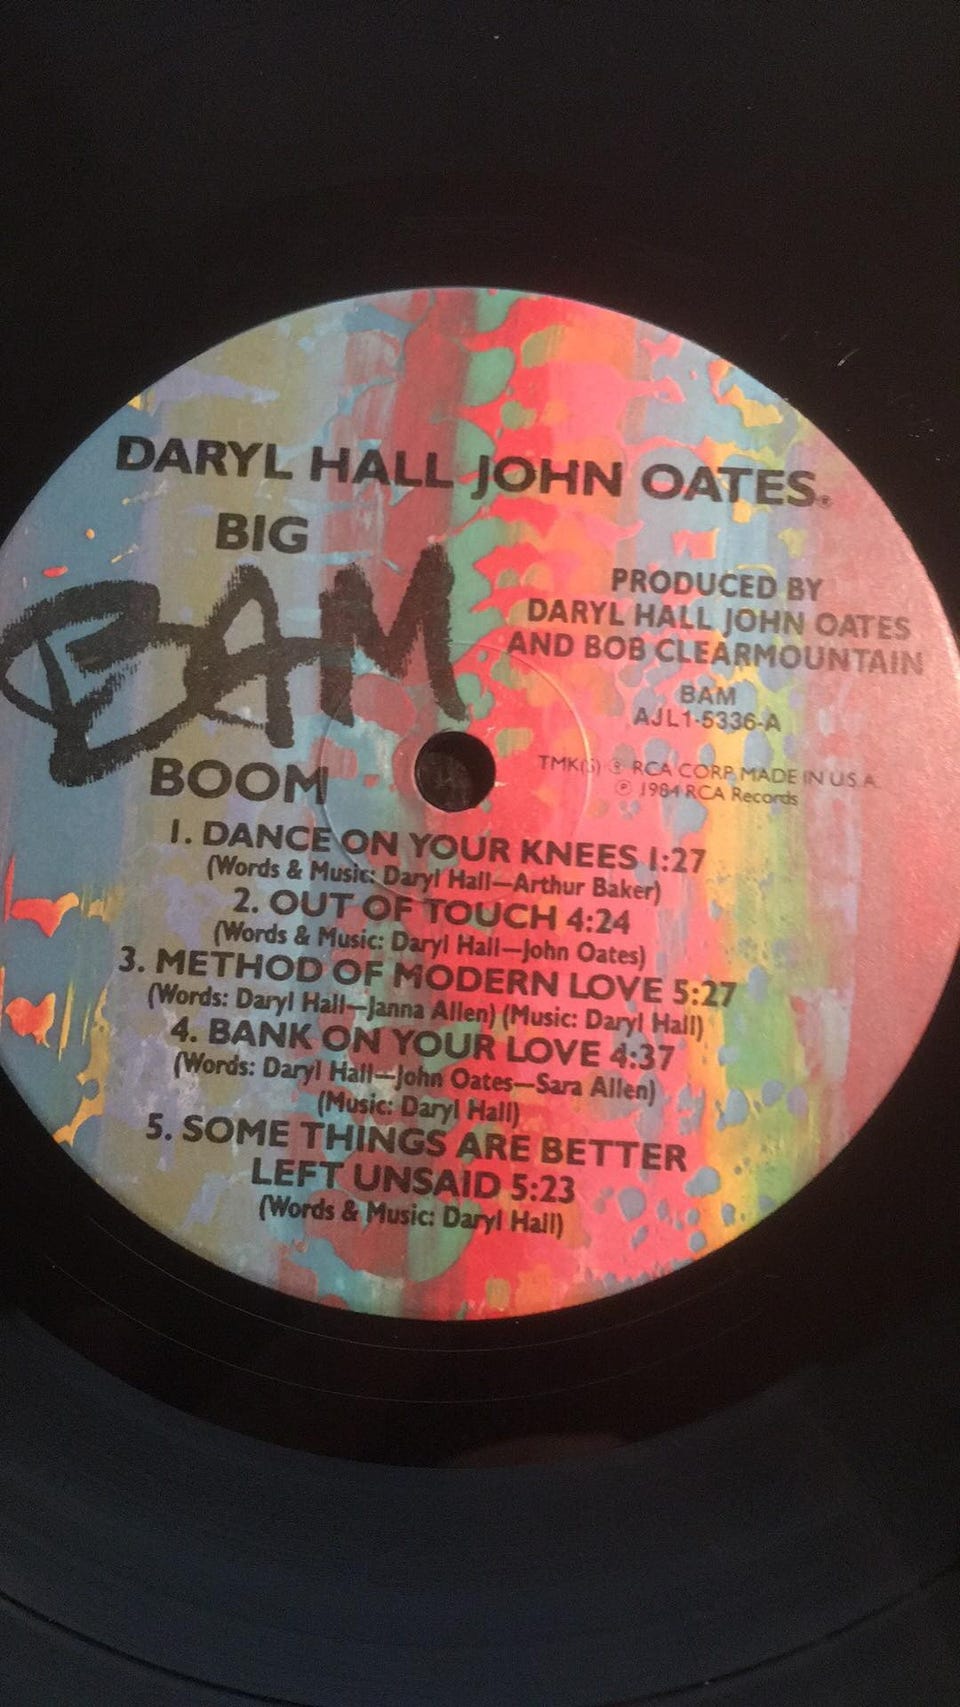 DARYL HALL JOHN OATES®
BIG
BAM
BOOM
PRODUCED BY
DARYL HALL JOHN OATES
AND BOB CLEARMOUNTAIN
BAM
AJL1-5336-A
TMK(S) ® RCA CORP. MADE IN U.S.A.
℗ 1984 RCA Records
1. DANCE ON YOUR KNEES 1:27
(Words & Music: Daryl Hall—Arthur Baker)
2. OUT OF TOUCH 4:24
(Words & Music: Daryl Hall—John Oates)
3. METHOD OF MODERN LOVE 5:27
(Words: Daryl Hall—Janna Allen) (Music: Daryl Hall)
4. BANK ON YOUR LOVE 4:37
(Words: Daryl Hall—John Oates—Sara Allen)
(Music: Daryl Hall)
5. SOME THINGS ARE BETTER
LEFT UNSAID 5:23
(Words & Music: Daryl Hall)